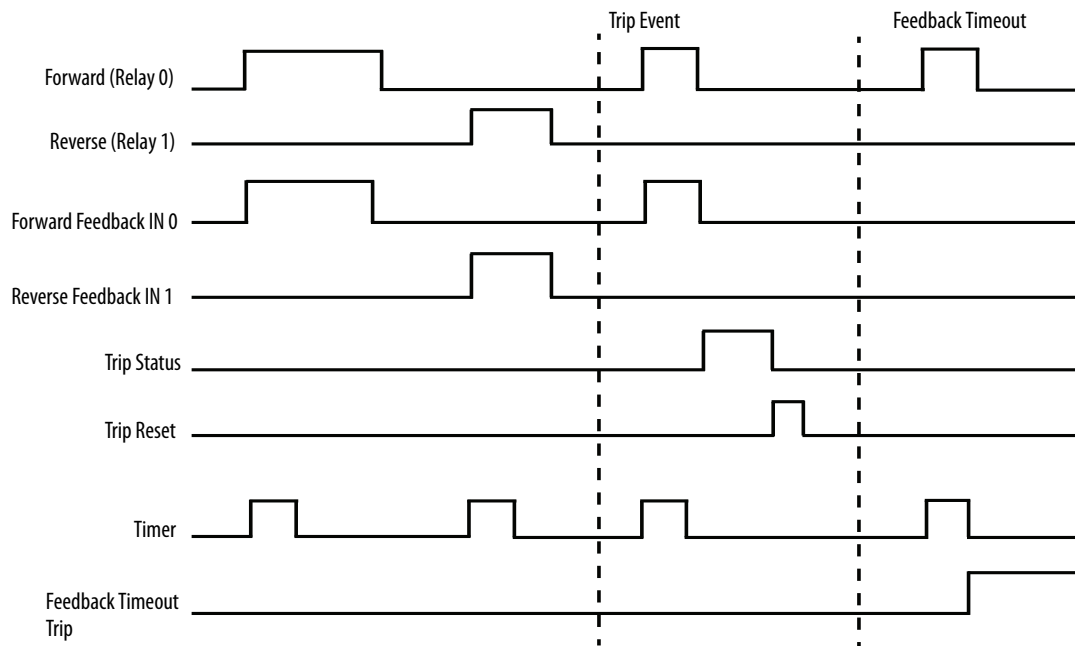 Trip Event
Feedback Timeout
Forward (Relay 0)
Reverse (Relay 1)
Forward Feedback IN 0
Reverse Feedback IN 1
Trip Status
Trip Reset
Timer
Feedback Timeout
Trip